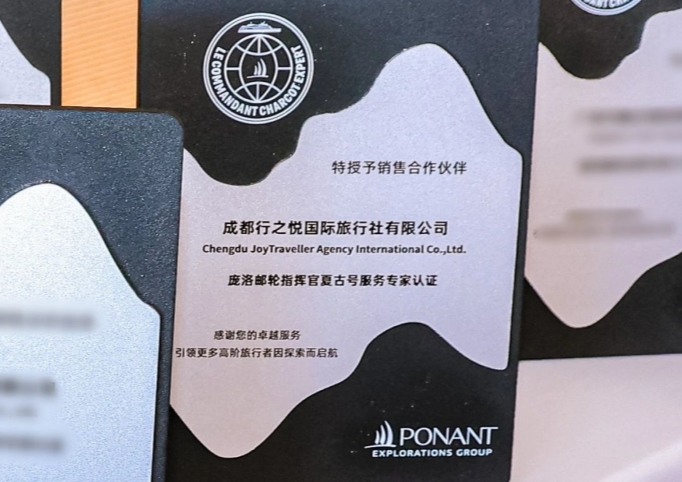 LE COMMANDANT CHARCOT EXPERT
特授予销售合作伙伴
成都行之悦国际旅行社有限公司
Chengdu JoyTraveller Agency International Co.,Ltd.
庞洛邮轮指挥官夏古号服务专家认证
感谢您的卓越服务
引领更多高阶旅行者因探索而启航
PONANT
EXPLORATIONS GROUP